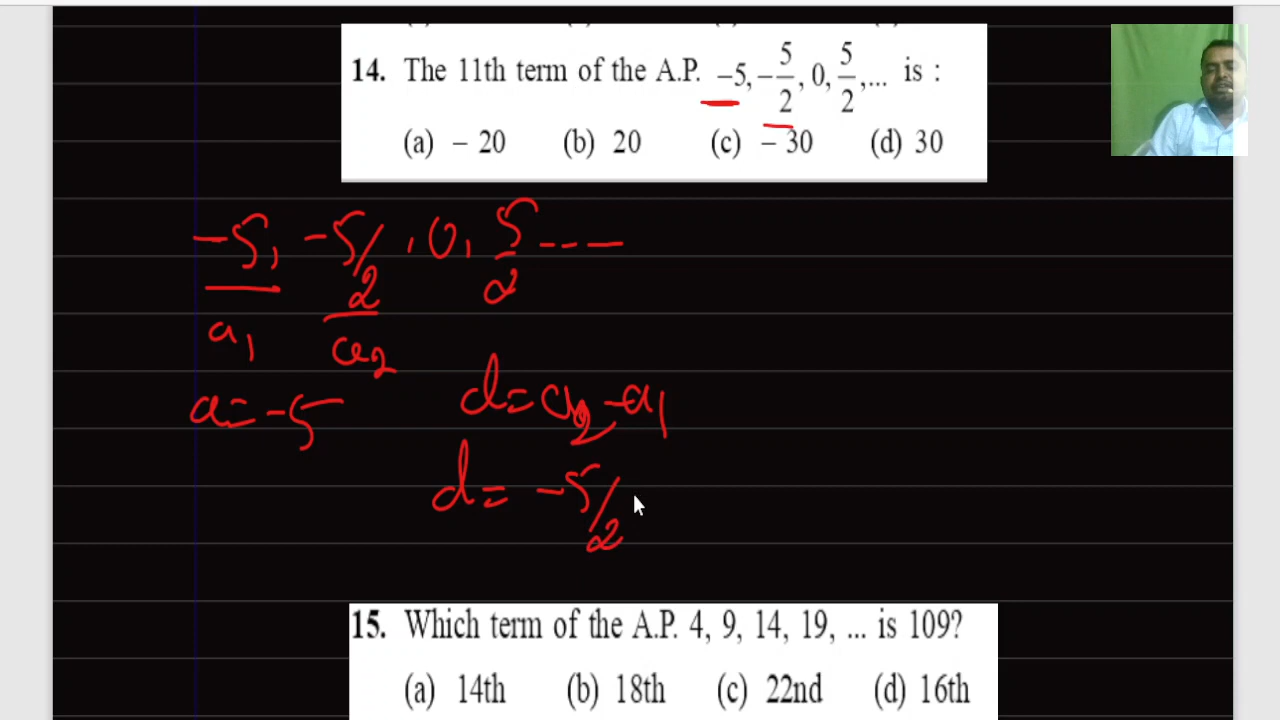 14. The 11th term of the A.P. −5, −5/2, 0, 5/2,... is :
(a) – 20 (b) 20 (c) – 30 (d) 30
-5, -5/2, 0, 5/2 ----
a1 a2
a=-5
d=a2-a1
d= -5/2
15. Which term of the A.P. 4, 9, 14, 19, ... is 109?
(a) 14th (b) 18th (c) 22nd (d) 16th